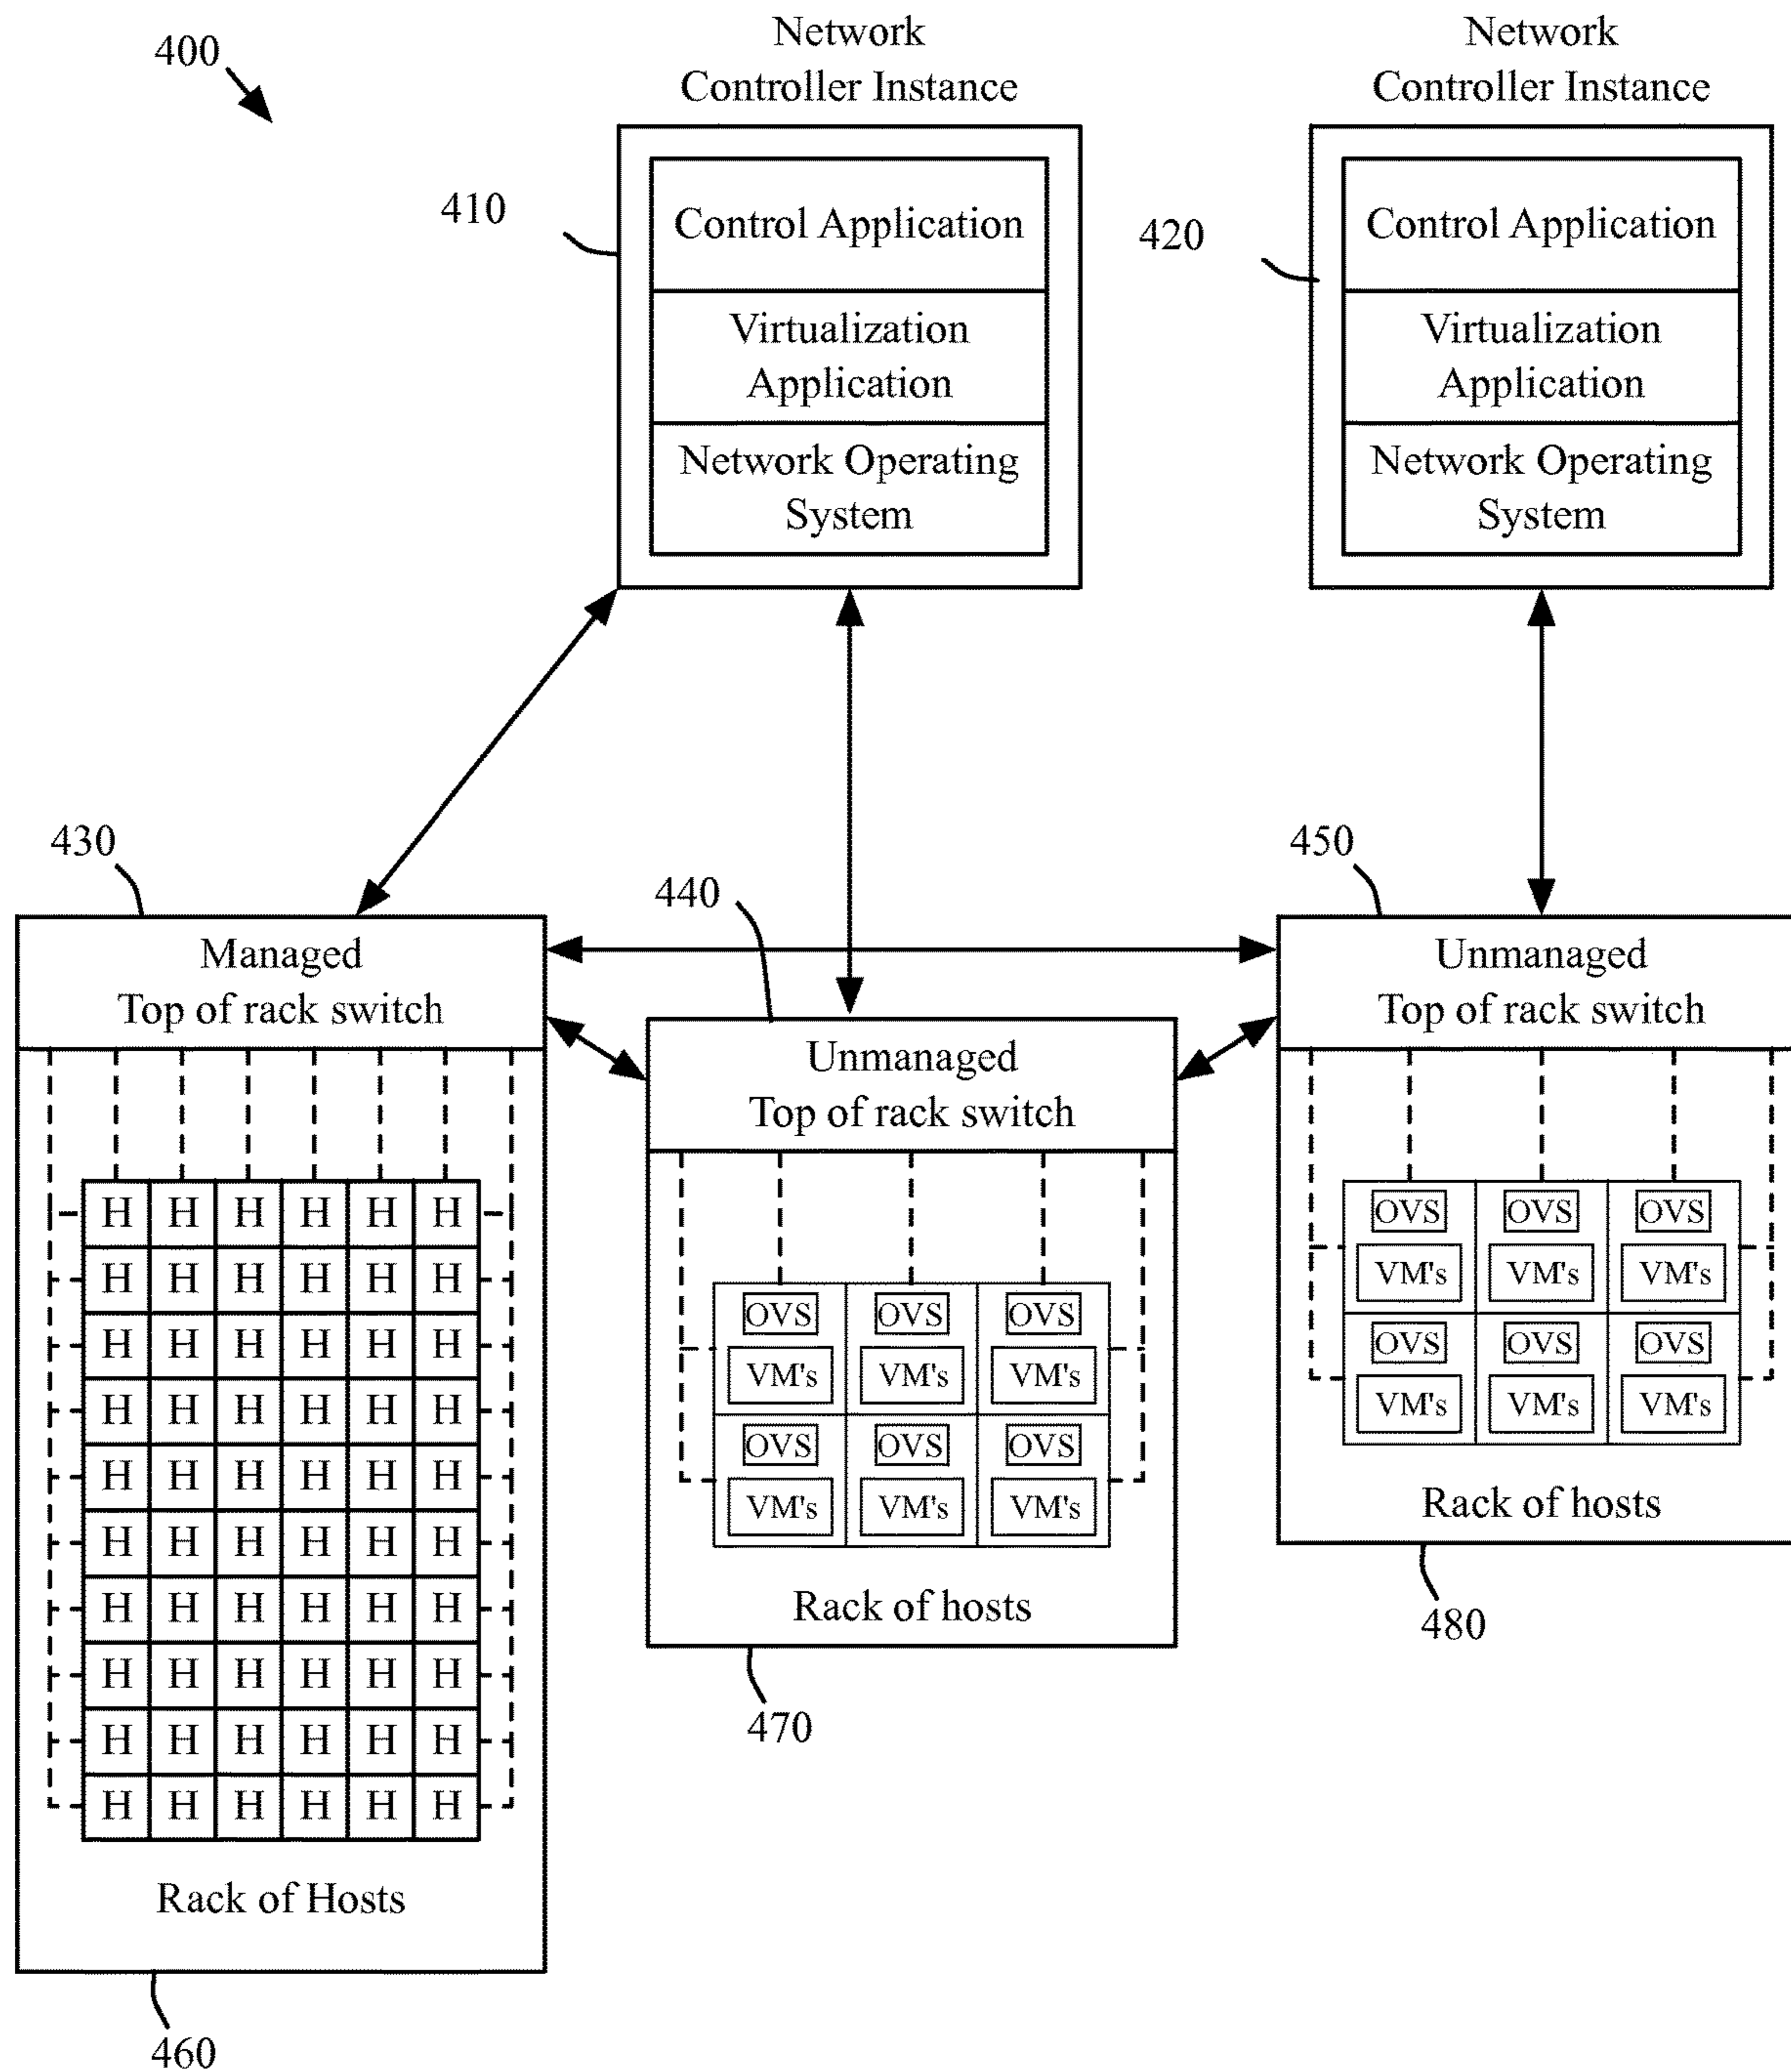 400
Network
Controller Instance
Network
Controller Instance
410
Control Application
Virtualization
Application
Network Operating
System
420
Control Application
Virtualization
Application
Network Operating
System
430
Managed
Top of rack switch
H H H H H H
H H H H H H
H H H H H H
H H H H H H
H H H H H H
H H H H H H
H H H H H H
H H H H H H
H H H H H H
H H H H H H
Rack of Hosts
460
440
Unmanaged
Top of rack switch
OVS OVS OVS
VM's VM's VM's
OVS OVS OVS
VM's VM's VM's
Rack of hosts
470
450
Unmanaged
Top of rack switch
OVS OVS OVS
VM's VM's VM's
OVS OVS OVS
VM's VM's VM's
Rack of hosts
480